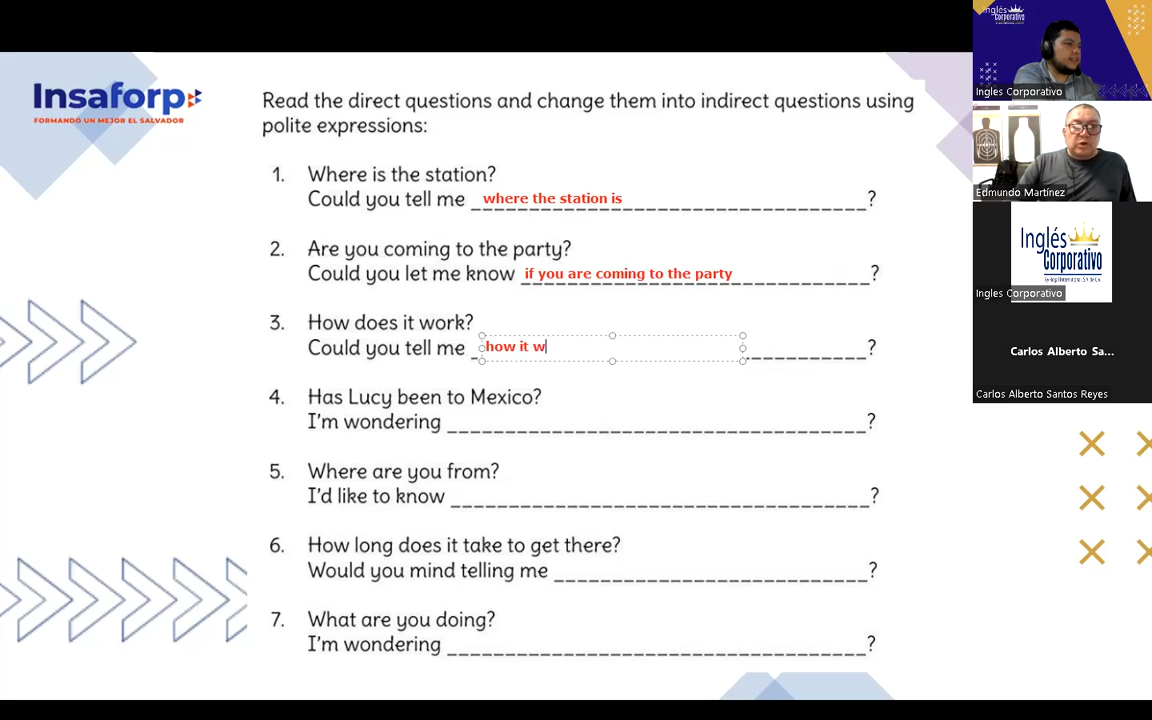 Insaforp
FORMANDO UN MEJOR EL SALVADOR
Read the direct questions and change them into indirect questions using
polite expressions:
1. Where is the station?
Could you tell me where the station is?
2. Are you coming to the party?
Could you let me know if you are coming to the party?
3. How does it work?
Could you tell me how it w?
4. Has Lucy been to Mexico?
I'm wondering ?
5. Where are you from?
I'd like to know ?
6. How long does it take to get there?
Would you mind telling me ?
7. What are you doing?
I'm wondering ?
Inglés
Corporativo
Ingles Corporativo
Edmundo Martínez
Inglés
Corporativo
Ingles Corporativo
Carlos Alberto Sa...
Carlos Alberto Santos Reyes